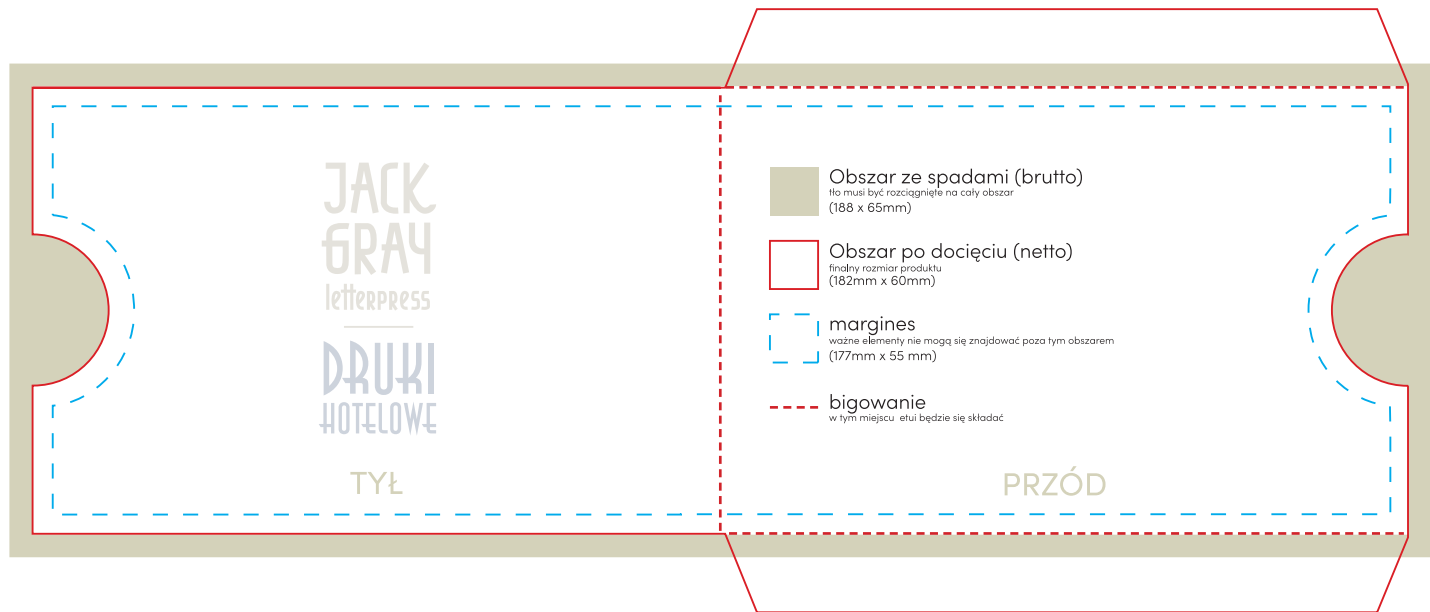 JACK
GRAY
letterpress
DRUKI
HOTELOWE
TYŁ
Obszar ze spadami (brutto)
tło musi być rozciągnięte na cały obszar
(188 x 65mm)
Obszar po docięciu (netto)
finalny rozmiar produktu
(182mm x 60mm)
margines
ważne elementy nie mogą się znajdować poza tym obszarem
(177mm x 55 mm)
bigowanie
w tym miejscu etui będzie się składać
PRZÓD